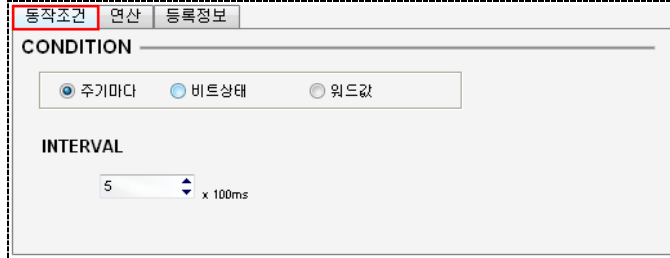 동작조건 연산 등록정보
CONDITION
주기마다 비트상태 워드값
INTERVAL
5 x 100ms